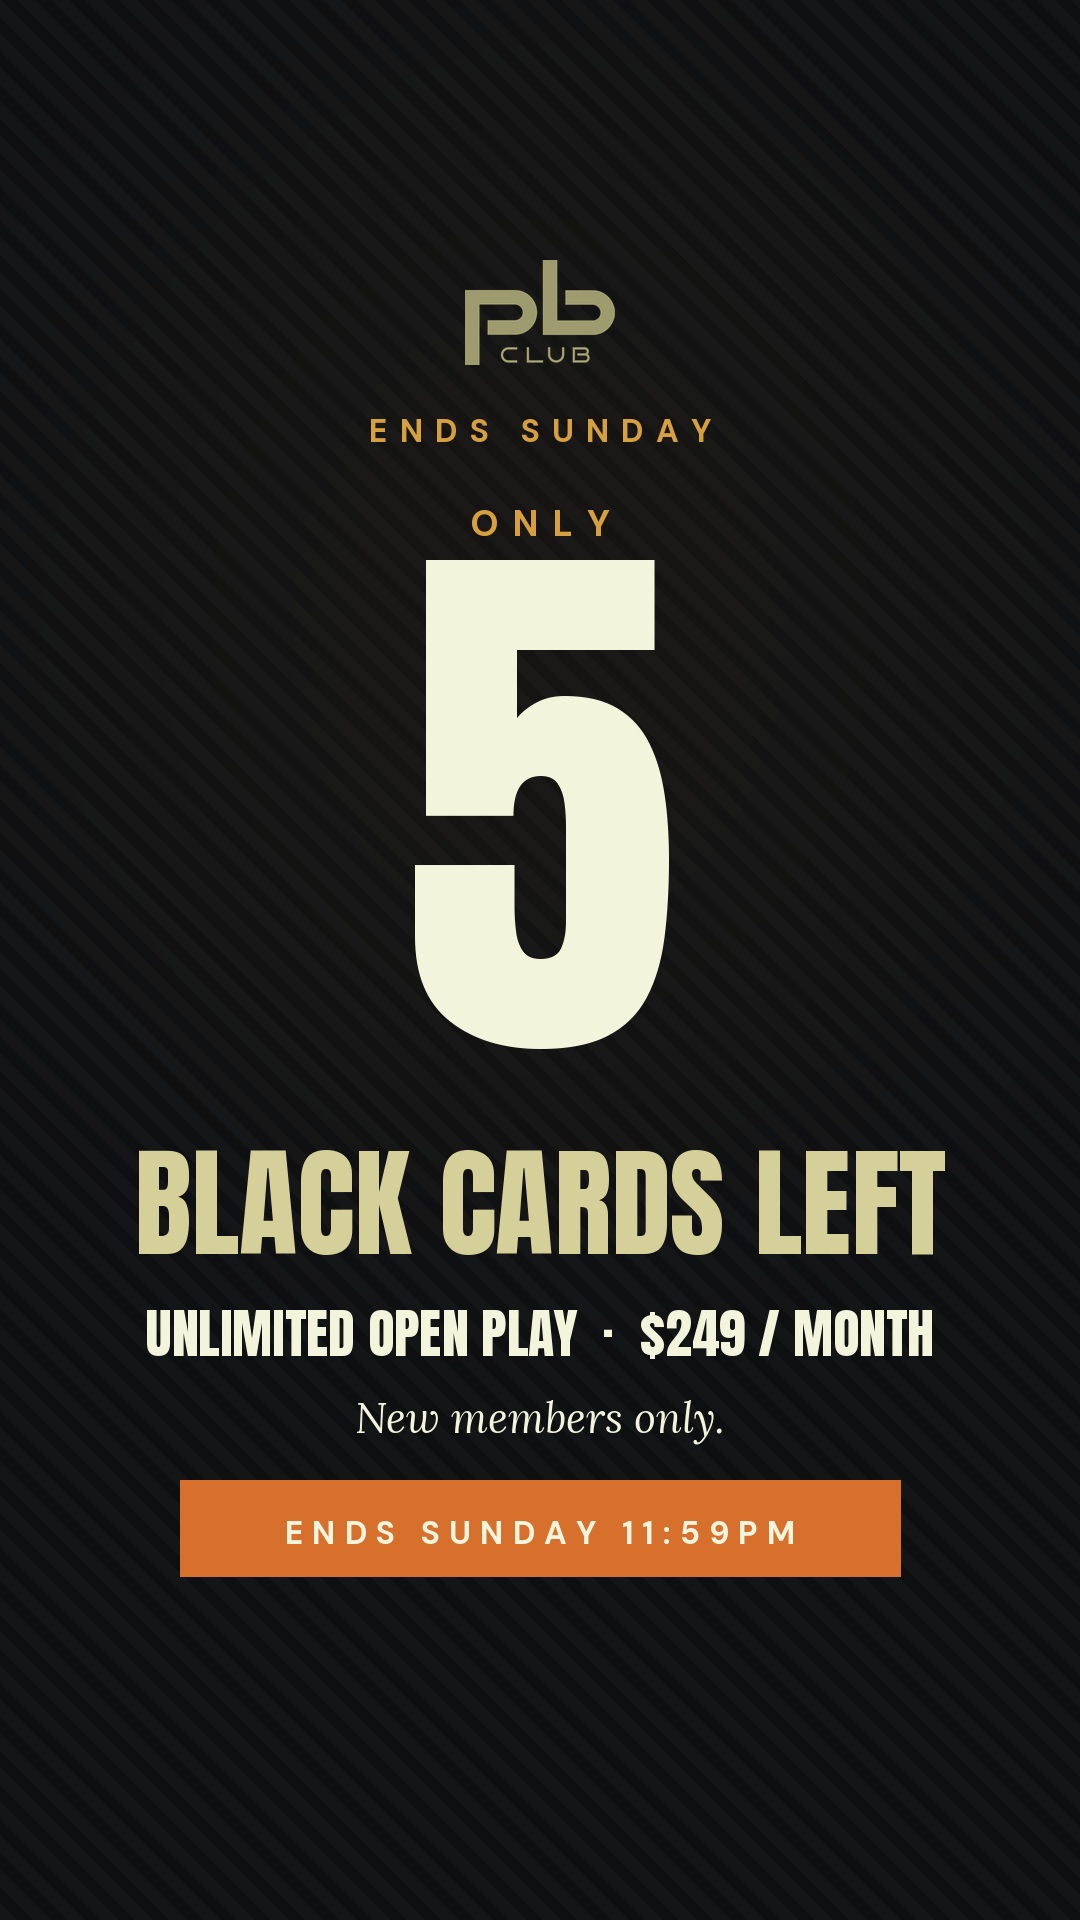 pb
CLUB
ENDS SUNDAY
ONLY
5
BLACK CARDS LEFT
UNLIMITED OPEN PLAY · $249 / MONTH
New members only.
ENDS SUNDAY 11:59PM